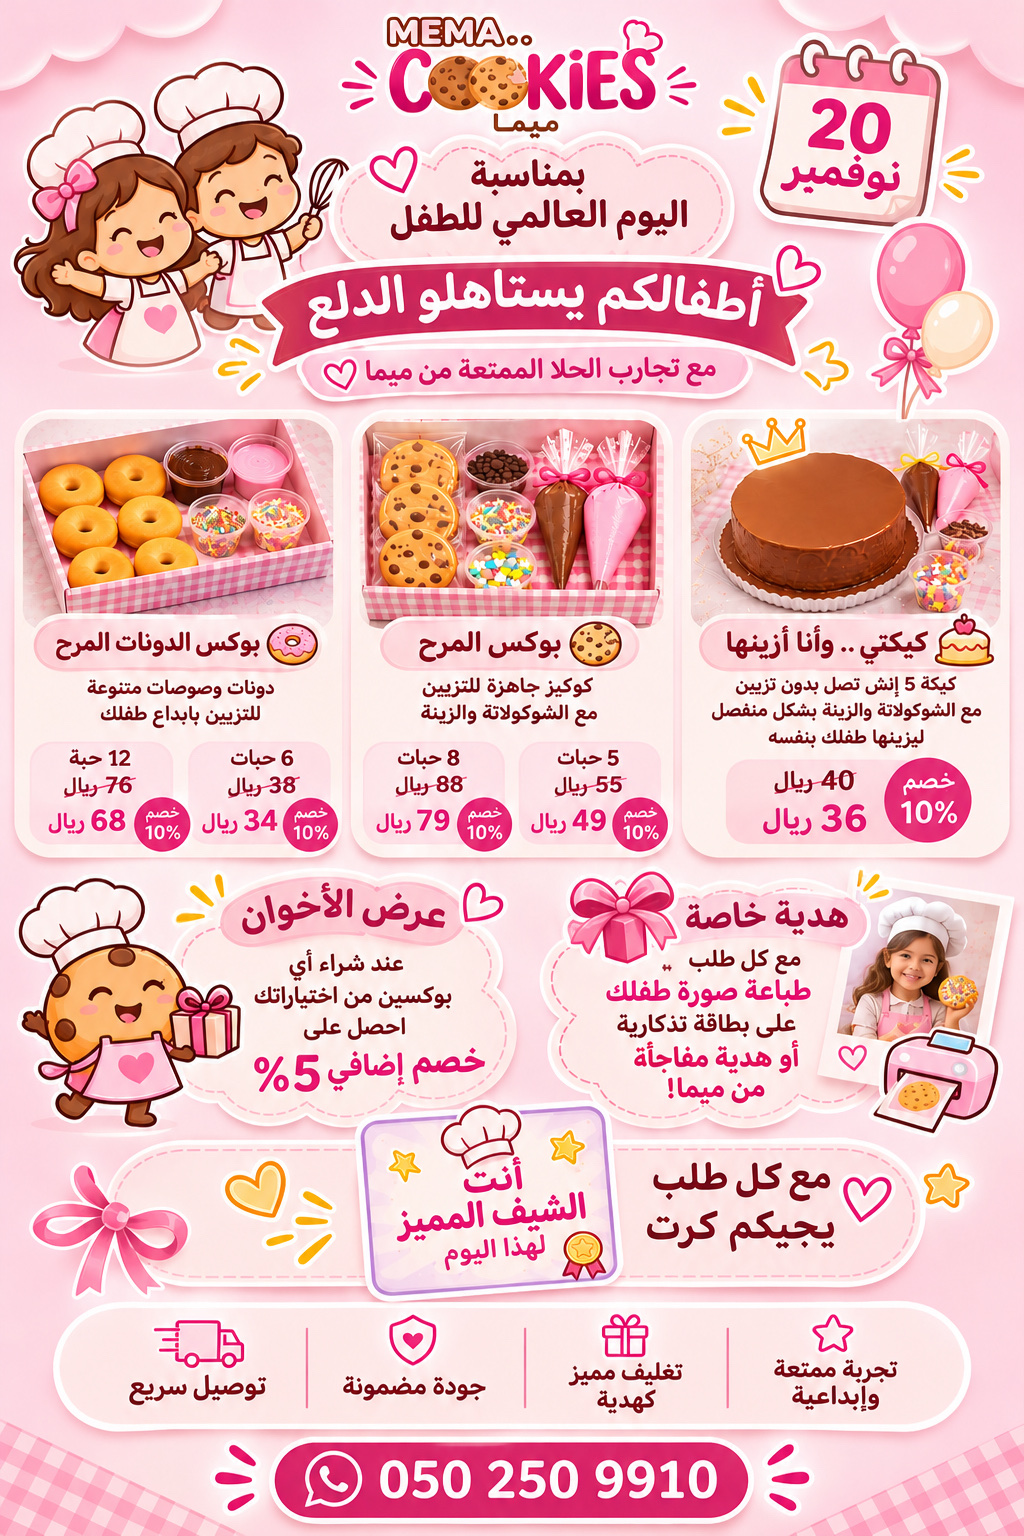 MEMA..
COOKiES
ميما
20
نوفمبر
بمناسبة
اليوم العالمي للطفل
أطفالكم يستاهلو الدلع
مع تجارب الحلا الممتعة من ميما
كيكتي .. وأنا أزينها
كيكة 5 إنش تصل بدون تزيين
مع الشوكولاتة والزينة بشكل منفصل
ليزينها طفلك بنفسه
40 ريال
36 ريال
خصم
10%
بوكس المرح
كوكيز جاهزة للتزيين
مع الشوكولاتة والزينة
5 حبات
55 ريال
49 ريال
خصم
10%
8 حبات
88 ريال
79 ريال
خصم
10%
بوكس الدونات المرح
دونات وصوصات متنوعة
للتزيين بابداع طفلك
6 حبات
38 ريال
34 ريال
خصم
10%
12 حبة
76 ريال
68 ريال
خصم
10%
هدية خاصة
مع كل طلب ..
طباعة صورة طفلك
على بطاقة تذكارية
أو هدية مفاجأة
من ميما!
عرض الأخوان
عند شراء أي
بوكسين من اختياراتك
احصل على
خصم إضافي 5%
مع كل طلب
يجيكم كرت
أنت
الشيف المميز
لهذا اليوم
تجربة ممتعة
وإبداعية
تغليف مميز
كهدية
جودة مضمونة
توصيل سريع
050 250 9910